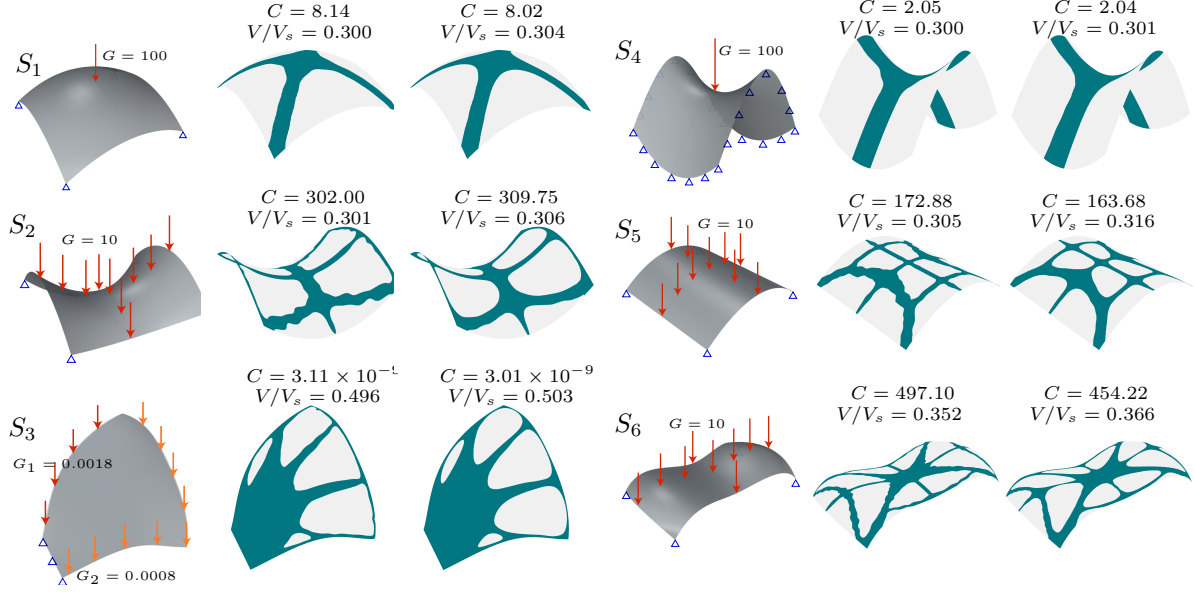 C = 8.14
V/V_s = 0.300
C = 8.02
V/V_s = 0.304
S_1
G = 100
C = 2.05
V/V_s = 0.300
C = 2.04
V/V_s = 0.301
S_4
G = 100
C = 302.00
V/V_s = 0.301
C = 309.75
V/V_s = 0.306
S_2
G = 10
C = 172.88
V/V_s = 0.305
C = 163.68
V/V_s = 0.316
S_5
G = 10
C = 3.11 × 10^{-9}
V/V_s = 0.496
C = 3.01 × 10^{-9}
V/V_s = 0.503
S_3
G_1 = 0.0018
G_2 = 0.0008
C = 497.10
V/V_s = 0.352
C = 454.22
V/V_s = 0.366
S_6
G = 10